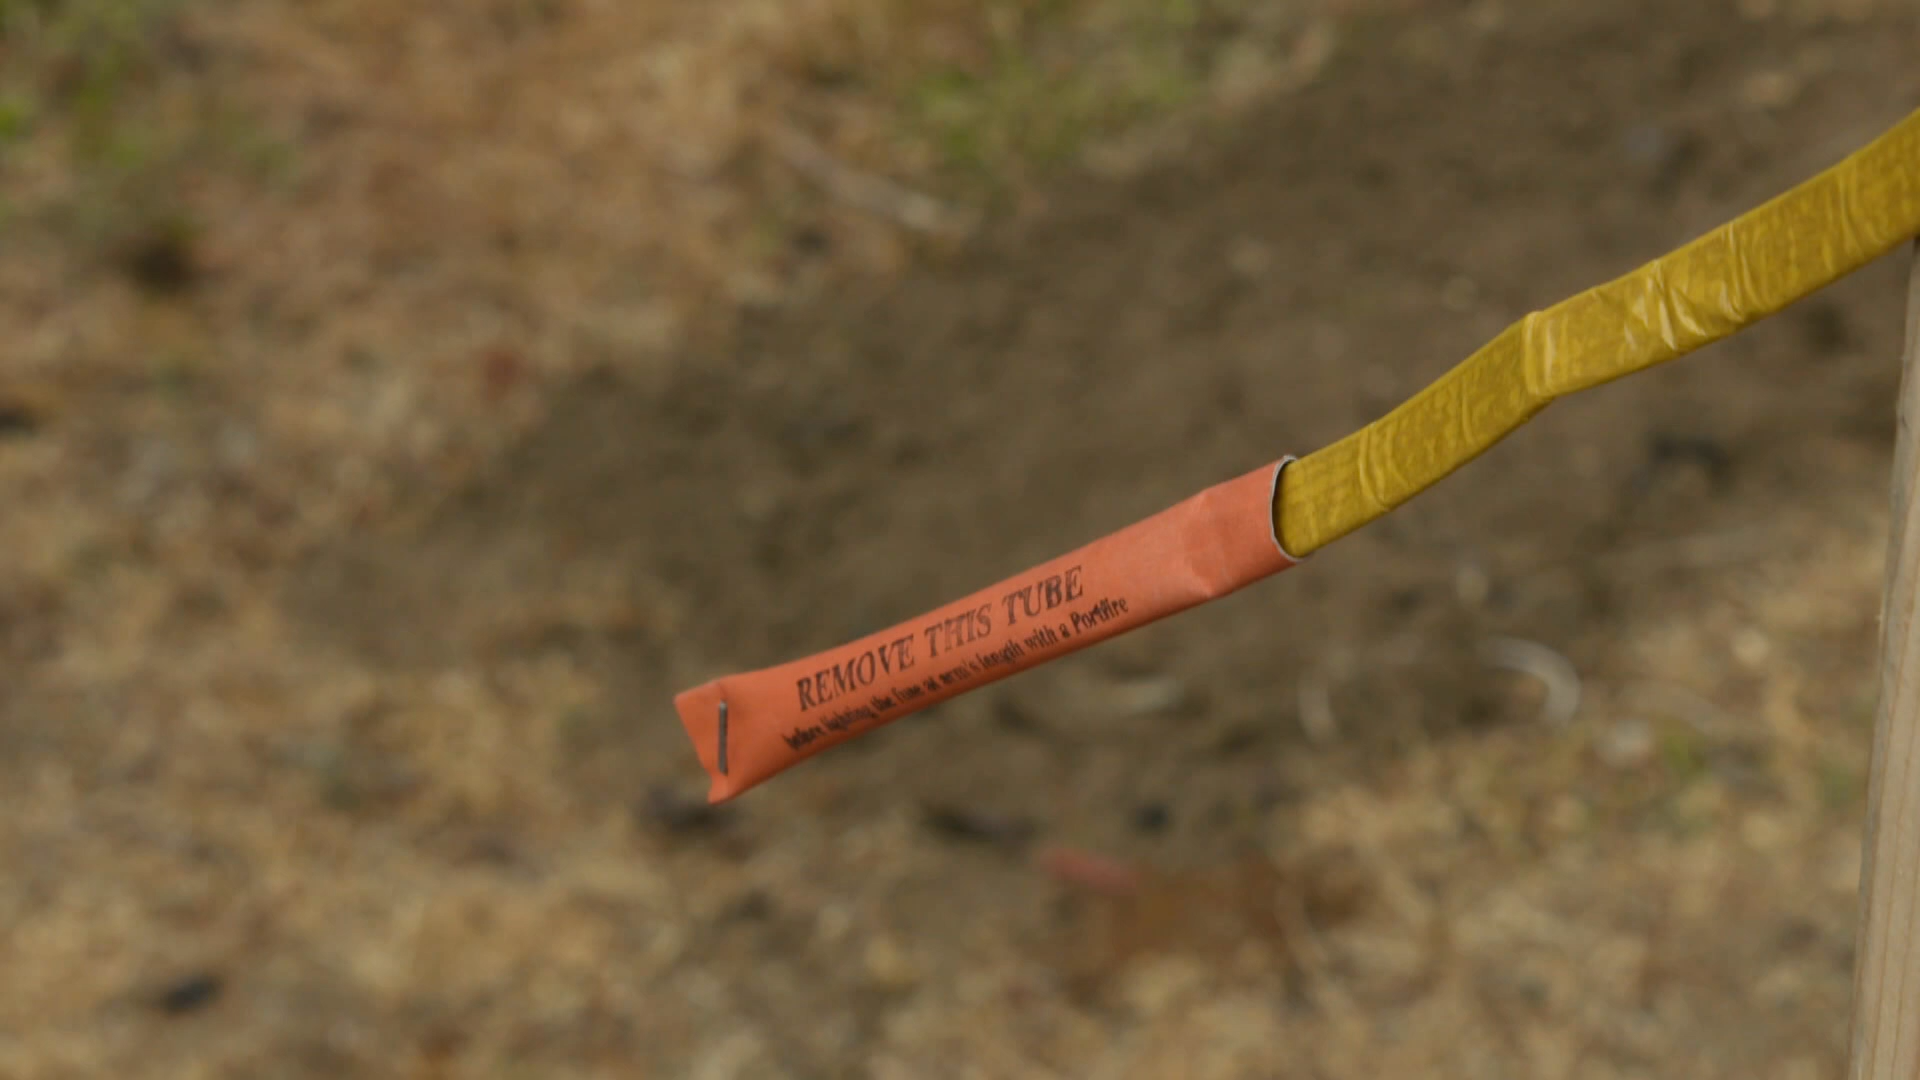 REMOVE THIS TUBE
before lighting the fuse at arm's length with a Portfire